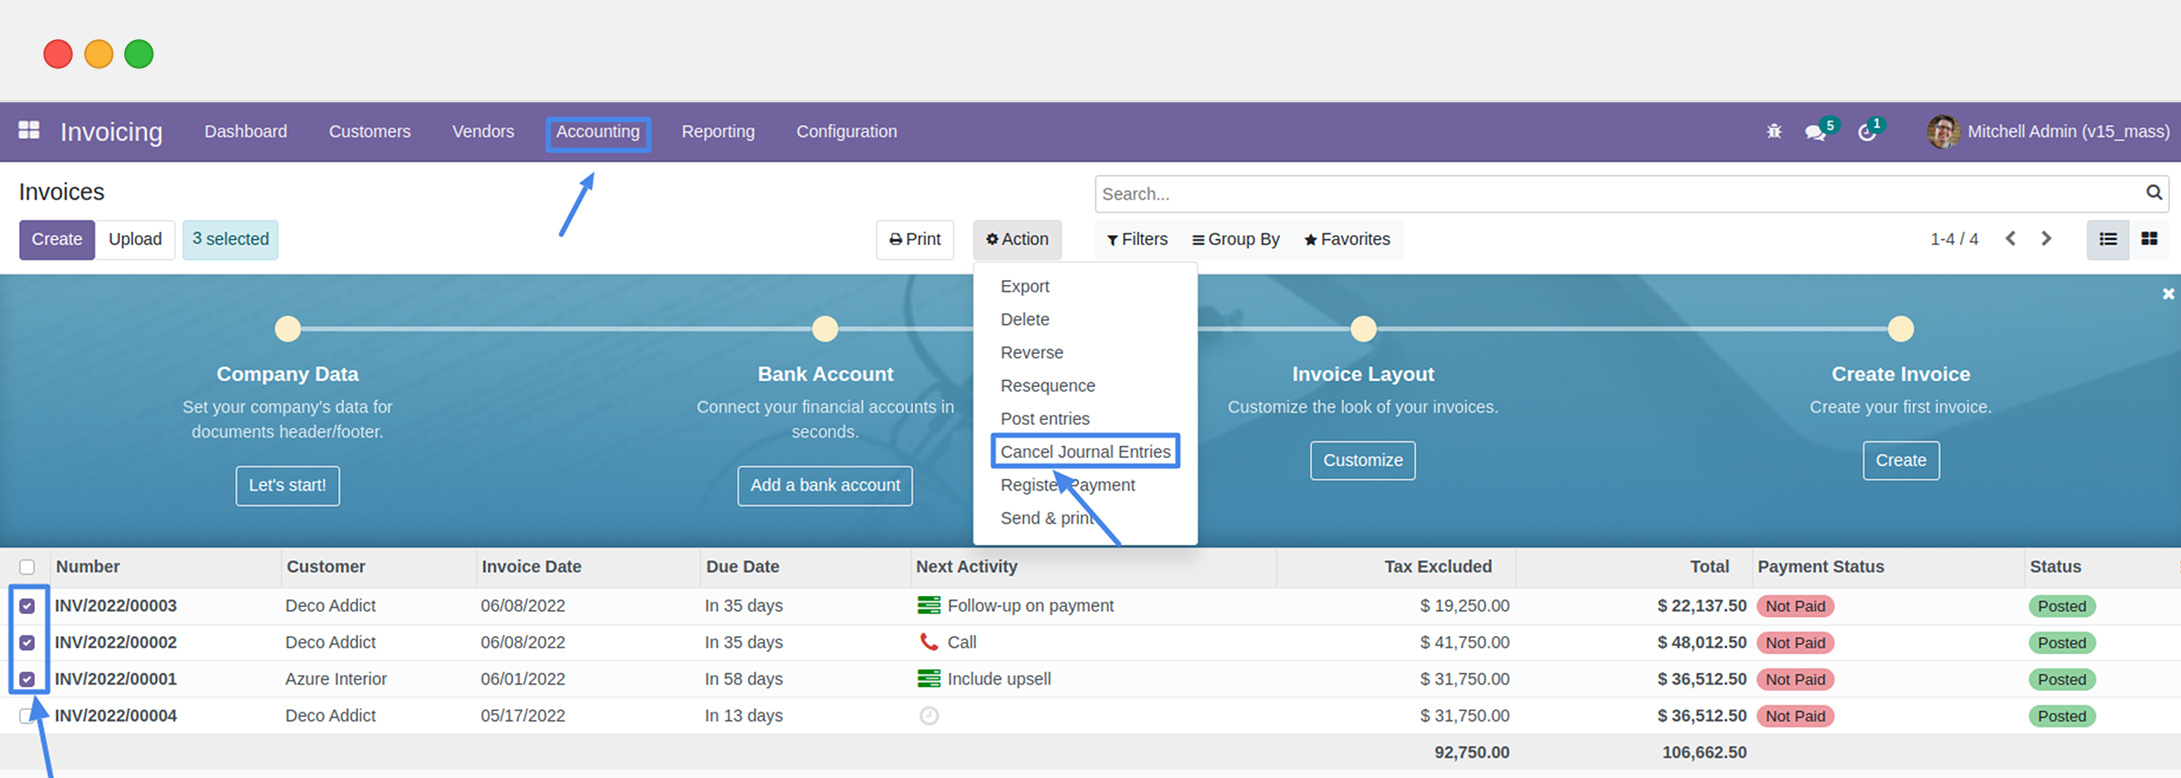 Invoicing Dashboard Customers Vendors Accounting Reporting Configuration 5 1 Mitchell Admin (v15_mass)
Invoices
Search...
Create Upload 3 selected Print Action Filters Group By Favorites 1-4 / 4
Export
Delete
Reverse
Resequence
Post entries
Cancel Journal Entries
Register Payment
Send & print
Company Data
Set your company's data for
documents header/footer.
Let's start!
Bank Account
Connect your financial accounts in
seconds.
Add a bank account
Invoice Layout
Customize the look of your invoices.
Customize
Create Invoice
Create your first invoice.
Create
Number Customer Invoice Date Due Date Next Activity Tax Excluded Total Payment Status Status
INV/2022/00003 Deco Addict 06/08/2022 In 35 days Follow-up on payment $ 19,250.00 $ 22,137.50 Not Paid Posted
INV/2022/00002 Deco Addict 06/08/2022 In 35 days Call $ 41,750.00 $ 48,012.50 Not Paid Posted
INV/2022/00001 Azure Interior 06/01/2022 In 58 days Include upsell $ 31,750.00 $ 36,512.50 Not Paid Posted
INV/2022/00004 Deco Addict 05/17/2022 In 13 days $ 31,750.00 $ 36,512.50 Not Paid Posted
92,750.00 106,662.50